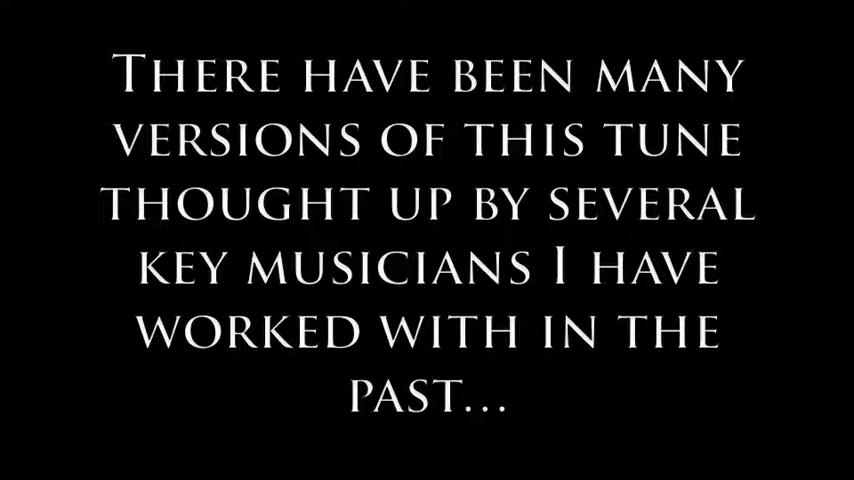 There have been many
versions of this tune
thought up by several
key musicians I have
worked with in the
past...